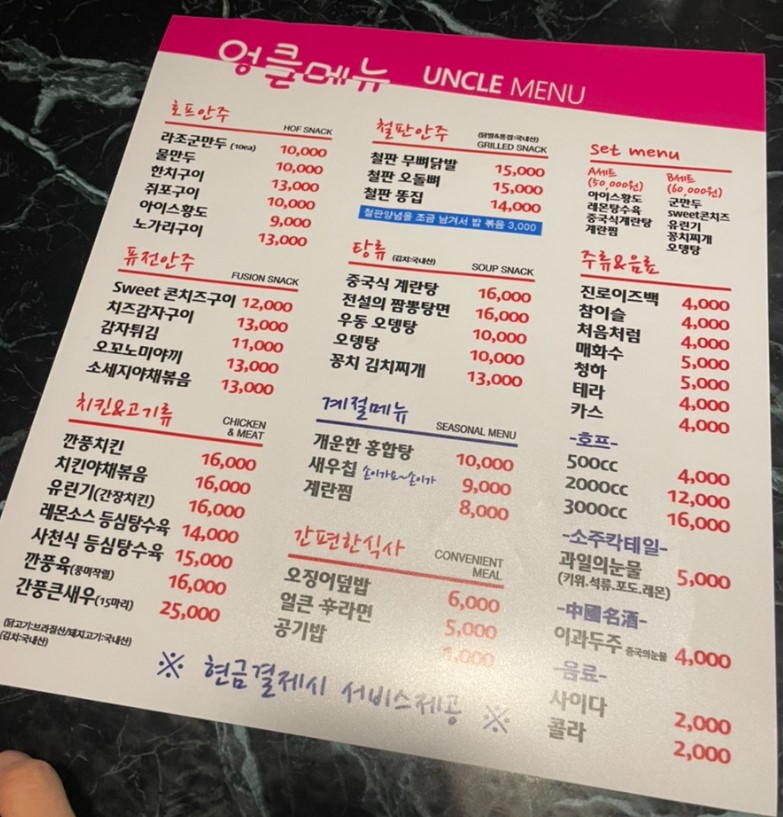 엉클메뉴 UNCLE MENU
호프안주 HOF SNACK
라조군만두 (10ea) 10,000
물만두 10,000
한치구이 13,000
쥐포구이 10,000
아이스황도 9,000
노가리구이 13,000
퓨전안주 FUSION SNACK
Sweet 콘치즈구이 12,000
치즈감자구이 13,000
감자튀김 11,000
오꼬노미야끼 13,000
소세지야채볶음 13,000
치킨&고기류 CHICKEN & MEAT
깐풍치킨 16,000
치킨야채볶음 16,000
유린기(간장치킨) 16,000
레몬소스 등심탕수육 14,000
사천식 등심탕수육 15,000
깐풍육(풍미작렬) 16,000
간풍큰새우(15마리) 25,000
(닭고기:브라질산/돼지고기:국내산)
(김치:국내산)
철판안주 (닭발&똥집:국내산) GRILLED SNACK
철판 무뼈닭발 15,000
철판 오돌뼈 15,000
철판 똥집 14,000
철판양념을 조금 남겨서 밥 볶음 3,000
탕류 (김치:국내산) SOUP SNACK
중국식 계란탕 16,000
전설의 짬뽕탕면 16,000
우동 오뎅탕 10,000
오뎅탕 10,000
꽁치 김치찌개 13,000
계절메뉴 SEASONAL MENU
개운한 홍합탕 10,000
새우칩 손이가요~손이가 9,000
계란찜 8,000
간편한식사 CONVENIENT MEAL
오징어덮밥 6,000
얼큰 辛라면 5,000
공기밥 1,000
set menu
A세트
(50,000원)
아이스황도
레몬탕수육
중국식계란탕
계란찜
B세트
(60,000원)
군만두
sweet콘치즈
유린기
꽁치찌개
오뎅탕
주류&음료
진로이즈백 4,000
참이슬 4,000
처음처럼 4,000
매화수 5,000
청하 5,000
테라 4,000
카스 4,000
-호프-
500cc 4,000
2000cc 12,000
3000cc 16,000
-소주칵테일-
과일의눈물 5,000
(키위.석류.포도.레몬)
-中國名酒-
이과두주 중국의눈물 4,000
-음료-
사이다 2,000
콜라 2,000
※ 현금결제시 서비스제공 ※